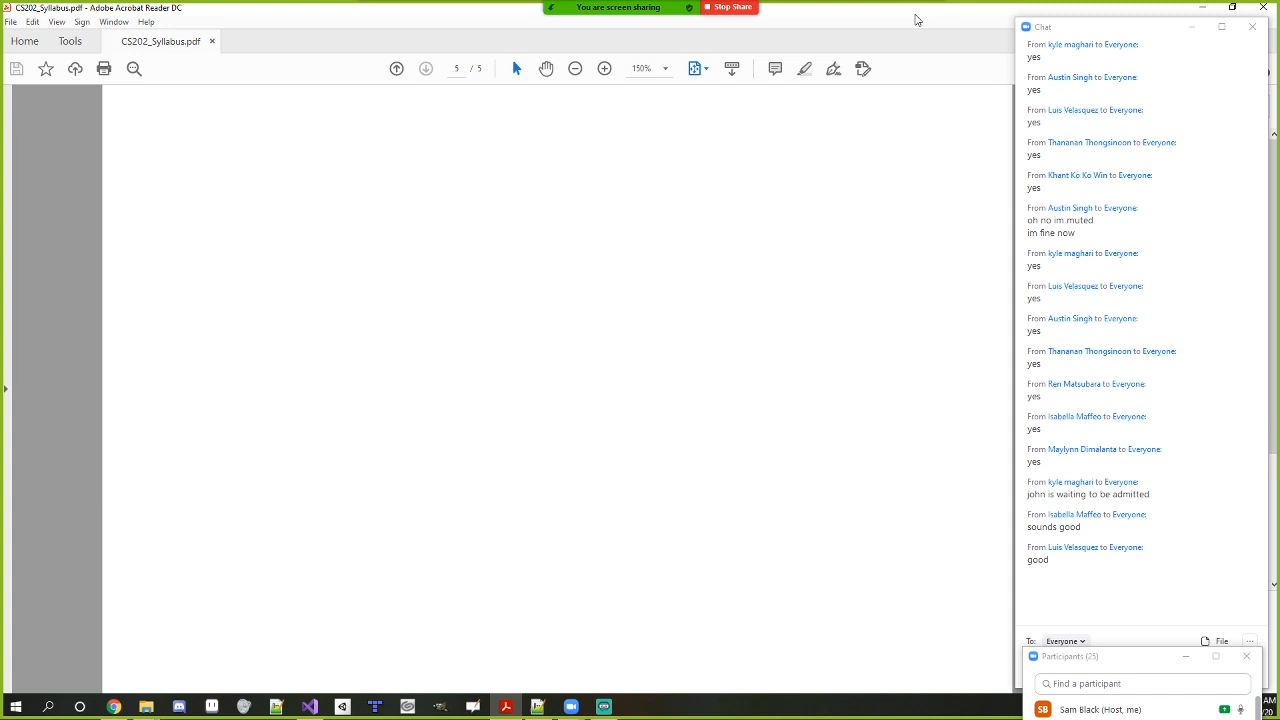 CS202_Syllabus.pdf - Adobe Acrobat Reader DC
You are screen sharing
Stop Share
File Edit View Sign Window Help
Home Tools CS202_Syllabus.pdf ×
5 / 5
150%
Chat
From kyle maghari to Everyone:
yes
From Austin Singh to Everyone:
yes
From Luis Velasquez to Everyone:
yes
From Thananan Thongsinoon to Everyone:
yes
From Khant Ko Ko Win to Everyone:
yes
From Austin Singh to Everyone:
oh no im muted
im fine now
From kyle maghari to Everyone:
yes
From Luis Velasquez to Everyone:
yes
From Austin Singh to Everyone:
yes
From Thananan Thongsinoon to Everyone:
yes
From Ren Matsubara to Everyone:
yes
From Isabella Maffeo to Everyone:
yes
From Maylynn Dimalanta to Everyone:
yes
From kyle maghari to Everyone:
john is waiting to be admitted
From Isabella Maffeo to Everyone:
sounds good
From Luis Velasquez to Everyone:
good
To: Everyone
File
...
Participants (25)
Find a participant
SB Sam Black (Host, me)
AM
/20